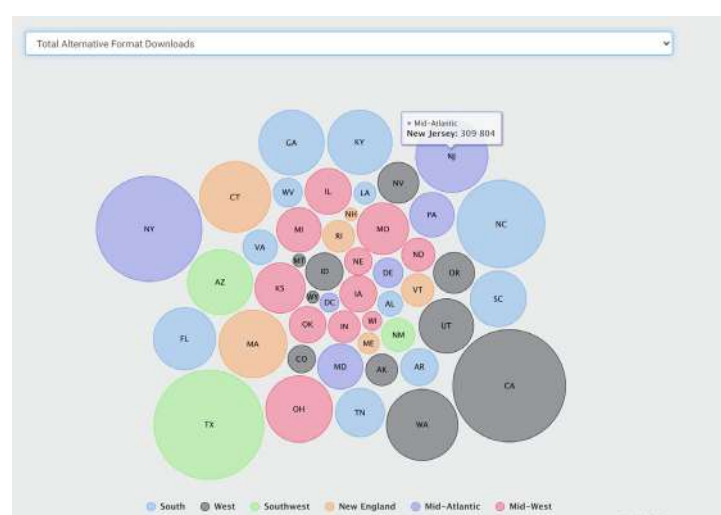 Total Alternative Format Downloads
Mid-Atlantic
New Jersey: 309 804
GA
KY
NJ
CT
WV
IL
LA
NV
NY
MI
NH
RI
MO
PA
NC
VA
AZ
KS
MT
ID
NE
ND
DE
OR
WY
DC
IA
AL
VT
SC
FL
MA
OK
IN
WI
ME
NM
UT
CO
MD
AK
AR
CA
TX
OH
TN
WA
South West Southwest New England Mid-Atlantic Mid-West